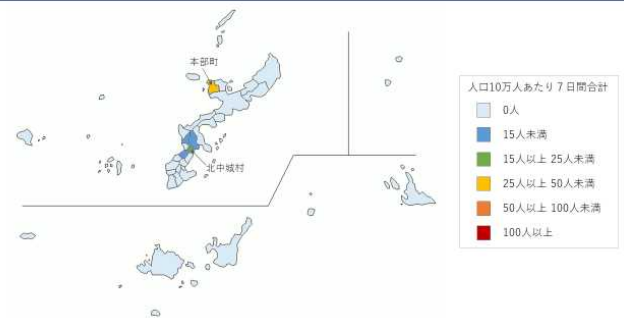 本部町
北中城村
人口10万人あたり７日間合計
0人
15人未満
15人以上 25人未満
25人以上 50人未満
50人以上 100人未満
100人以上